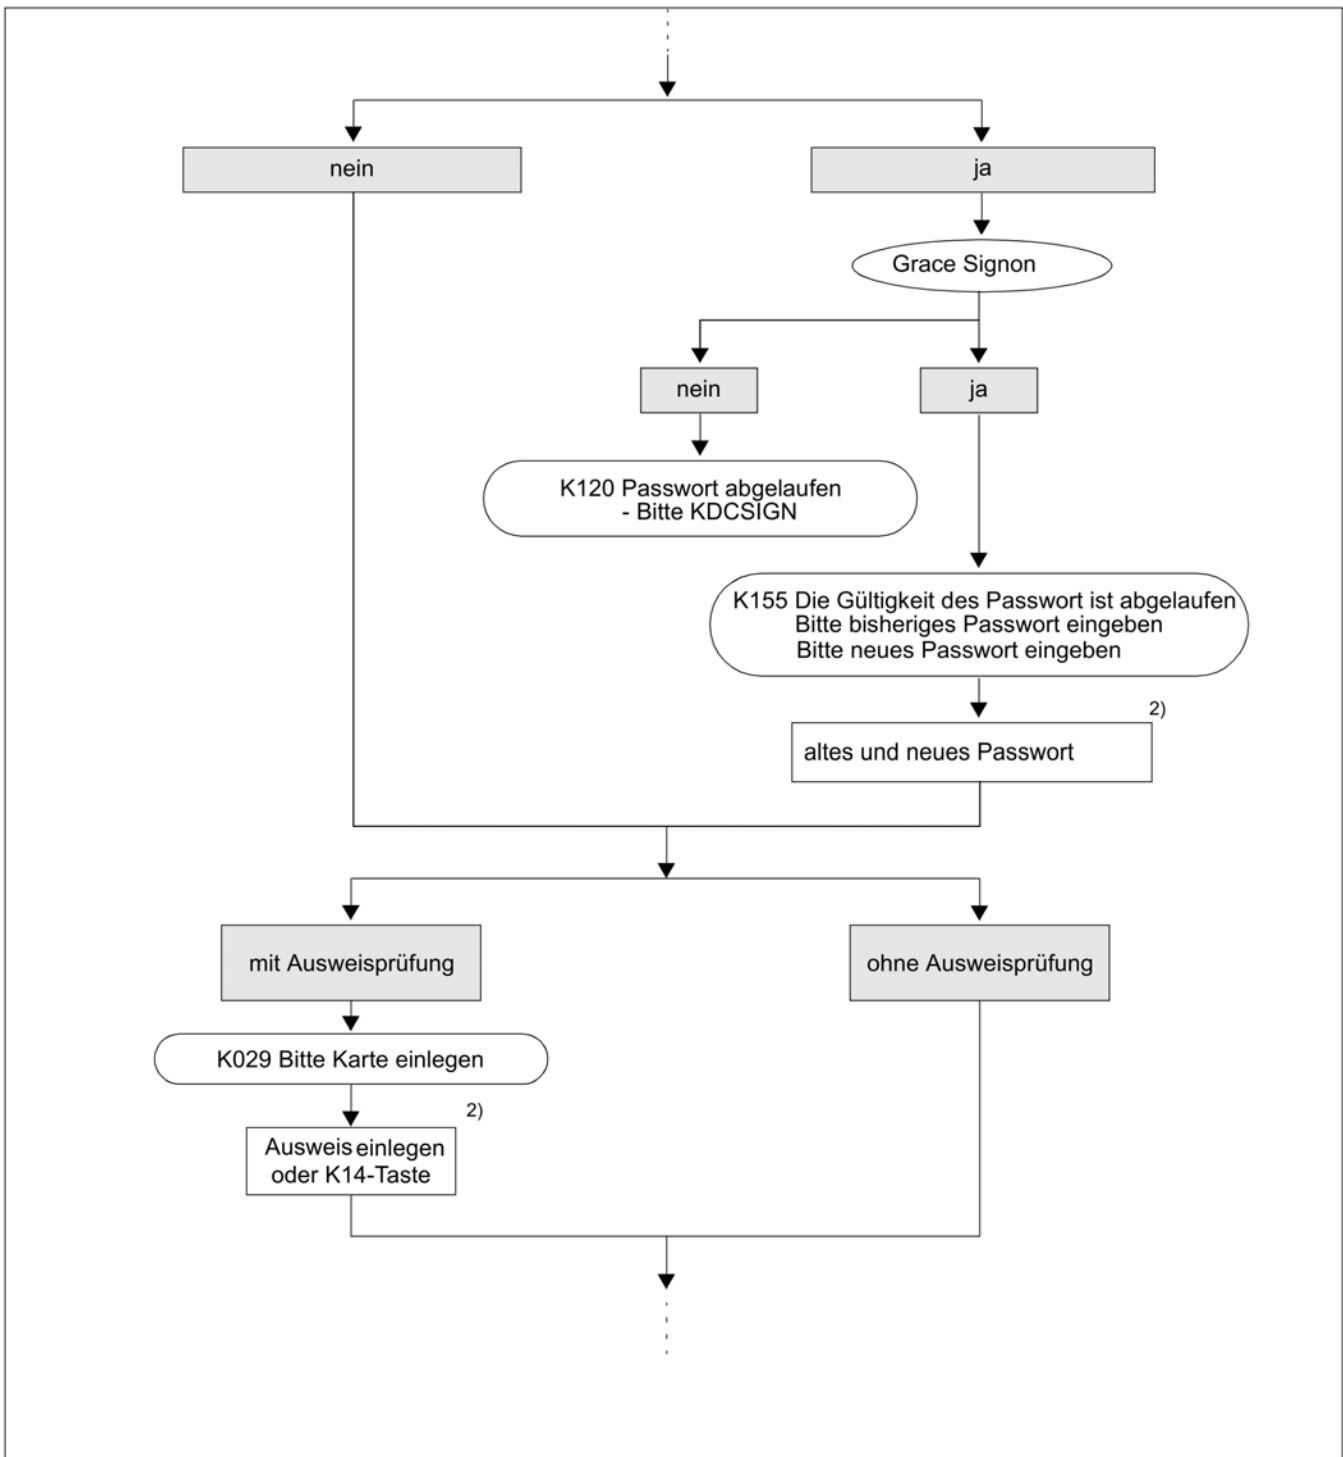 nein
ja
Grace Signon
nein
ja
K120 Passwort abgelaufen
- Bitte KDCSIGN
K155 Die Gültigkeit des Passwort ist abgelaufen
Bitte bisheriges Passwort eingeben
Bitte neues Passwort eingeben
2)
altes und neues Passwort
mit Ausweisprüfung
ohne Ausweisprüfung
K029 Bitte Karte einlegen
2)
Ausweis einlegen
oder K14-Taste